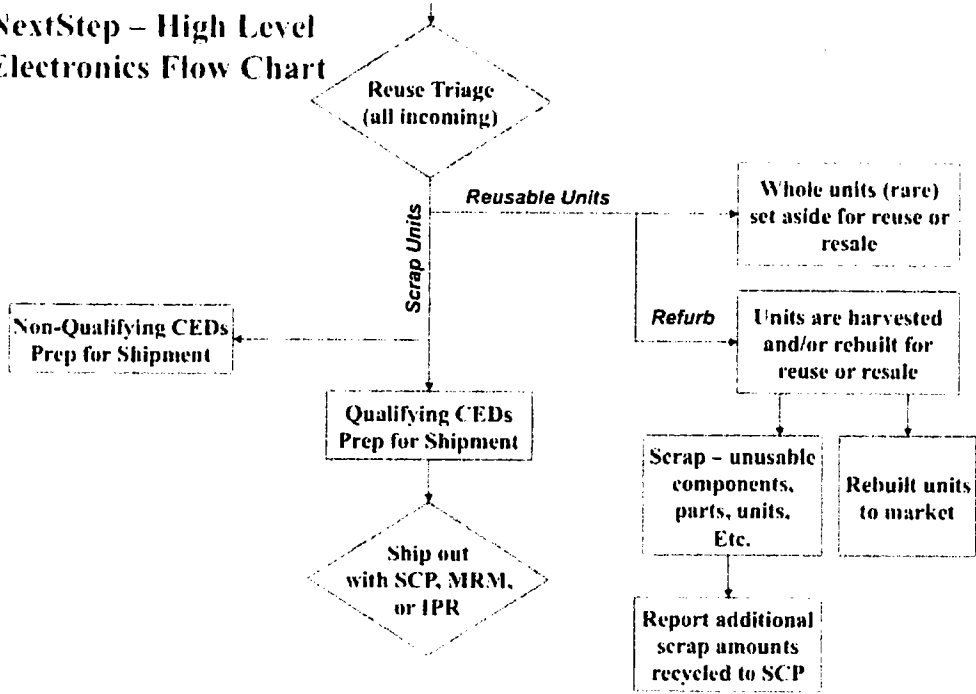 NextStep – High Level
Electronics Flow Chart
Reuse Triage
(all incoming)
Reusable Units
Scrap Units
Whole units (rare)
set aside for reuse or
resale
Non-Qualifying CEDs
Prep for Shipment
Refurb
Units are harvested
and/or rebuilt for
reuse or resale
Qualifying CEDs
Prep for Shipment
Scrap – unusable
components,
parts, units,
Etc.
Rebuilt units
to market
Ship out
with SCP, MRM,
or IPR
Report additional
scrap amounts
recycled to SCP